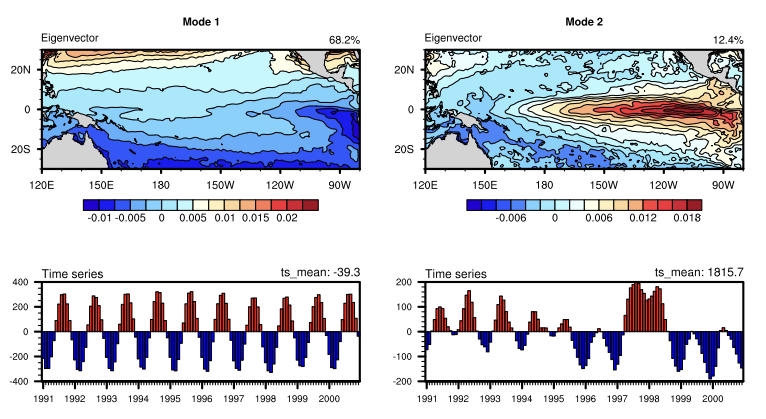 Mode 1
Eigenvector 68.2%
20N
0
20S
120E 150E 180 150W 120W 90W
-0.01 -0.005 0 0.005 0.01 0.015 0.02
Time series ts_mean: -39.3
400
200
0
-200
-400
1991 1992 1993 1994 1995 1996 1997 1998 1999 2000
Mode 2
Eigenvector 12.4%
20N
0
20S
120E 150E 180 150W 120W 90W
-0.006 0 0.006 0.012 0.018
Time series ts_mean: 1815.7
200
100
0
-100
-200
1991 1992 1993 1994 1995 1996 1997 1998 1999 2000